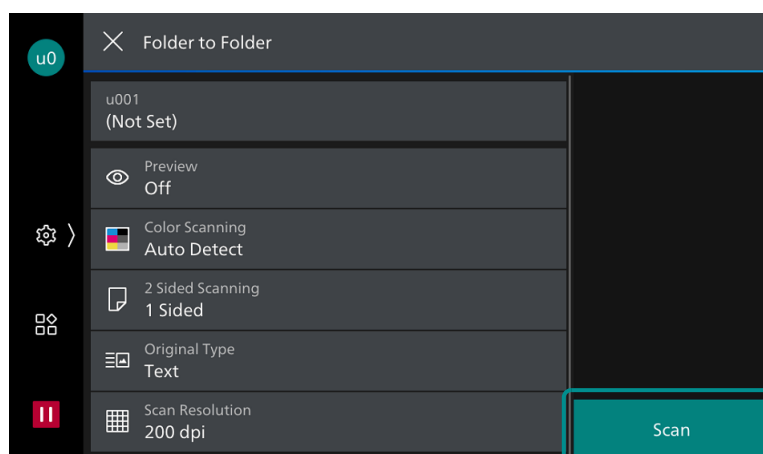 u0
Folder to Folder
u001
(Not Set)
Preview
Off
Color Scanning
Auto Detect
2 Sided Scanning
1 Sided
Original Type
Text
Scan Resolution
200 dpi
Scan